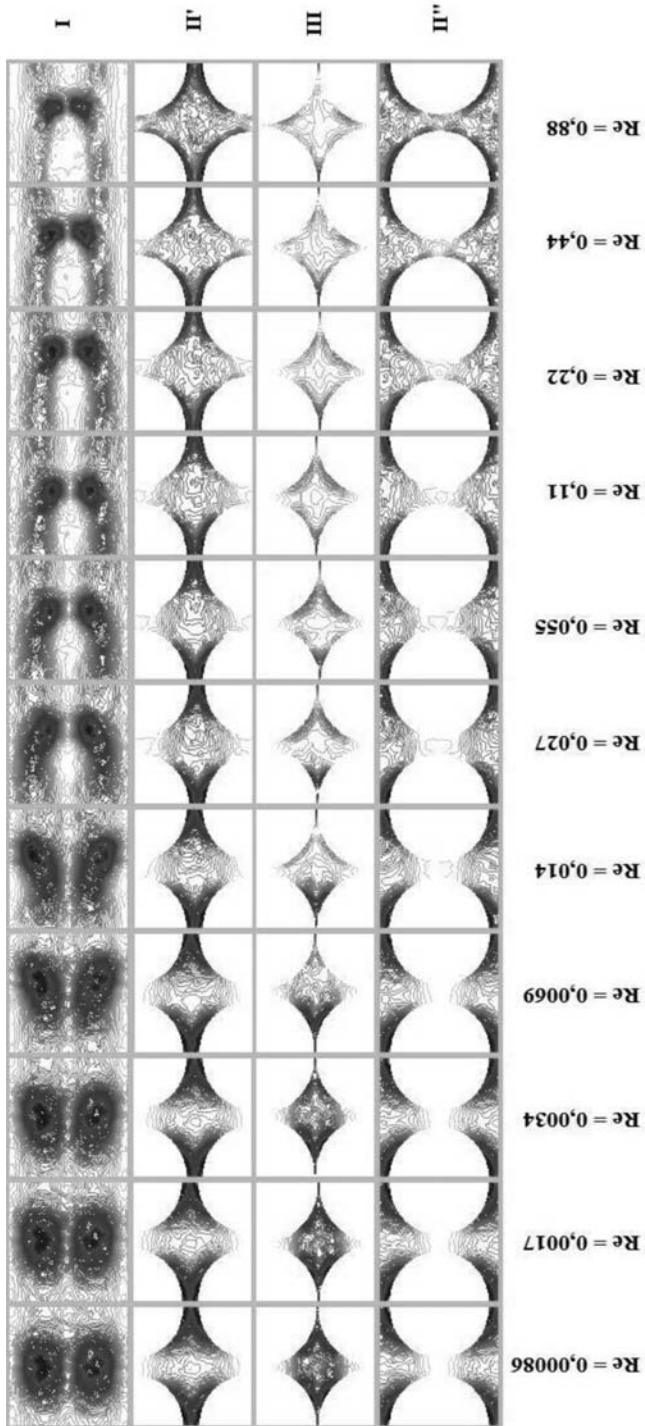 I
II'
III
II''
Re = 0,88
Re = 0,44
Re = 0,22
Re = 0,11
Re = 0,055
Re = 0,027
Re = 0,014
Re = 0,0069
Re = 0,0034
Re = 0,0017
Re = 0,00086